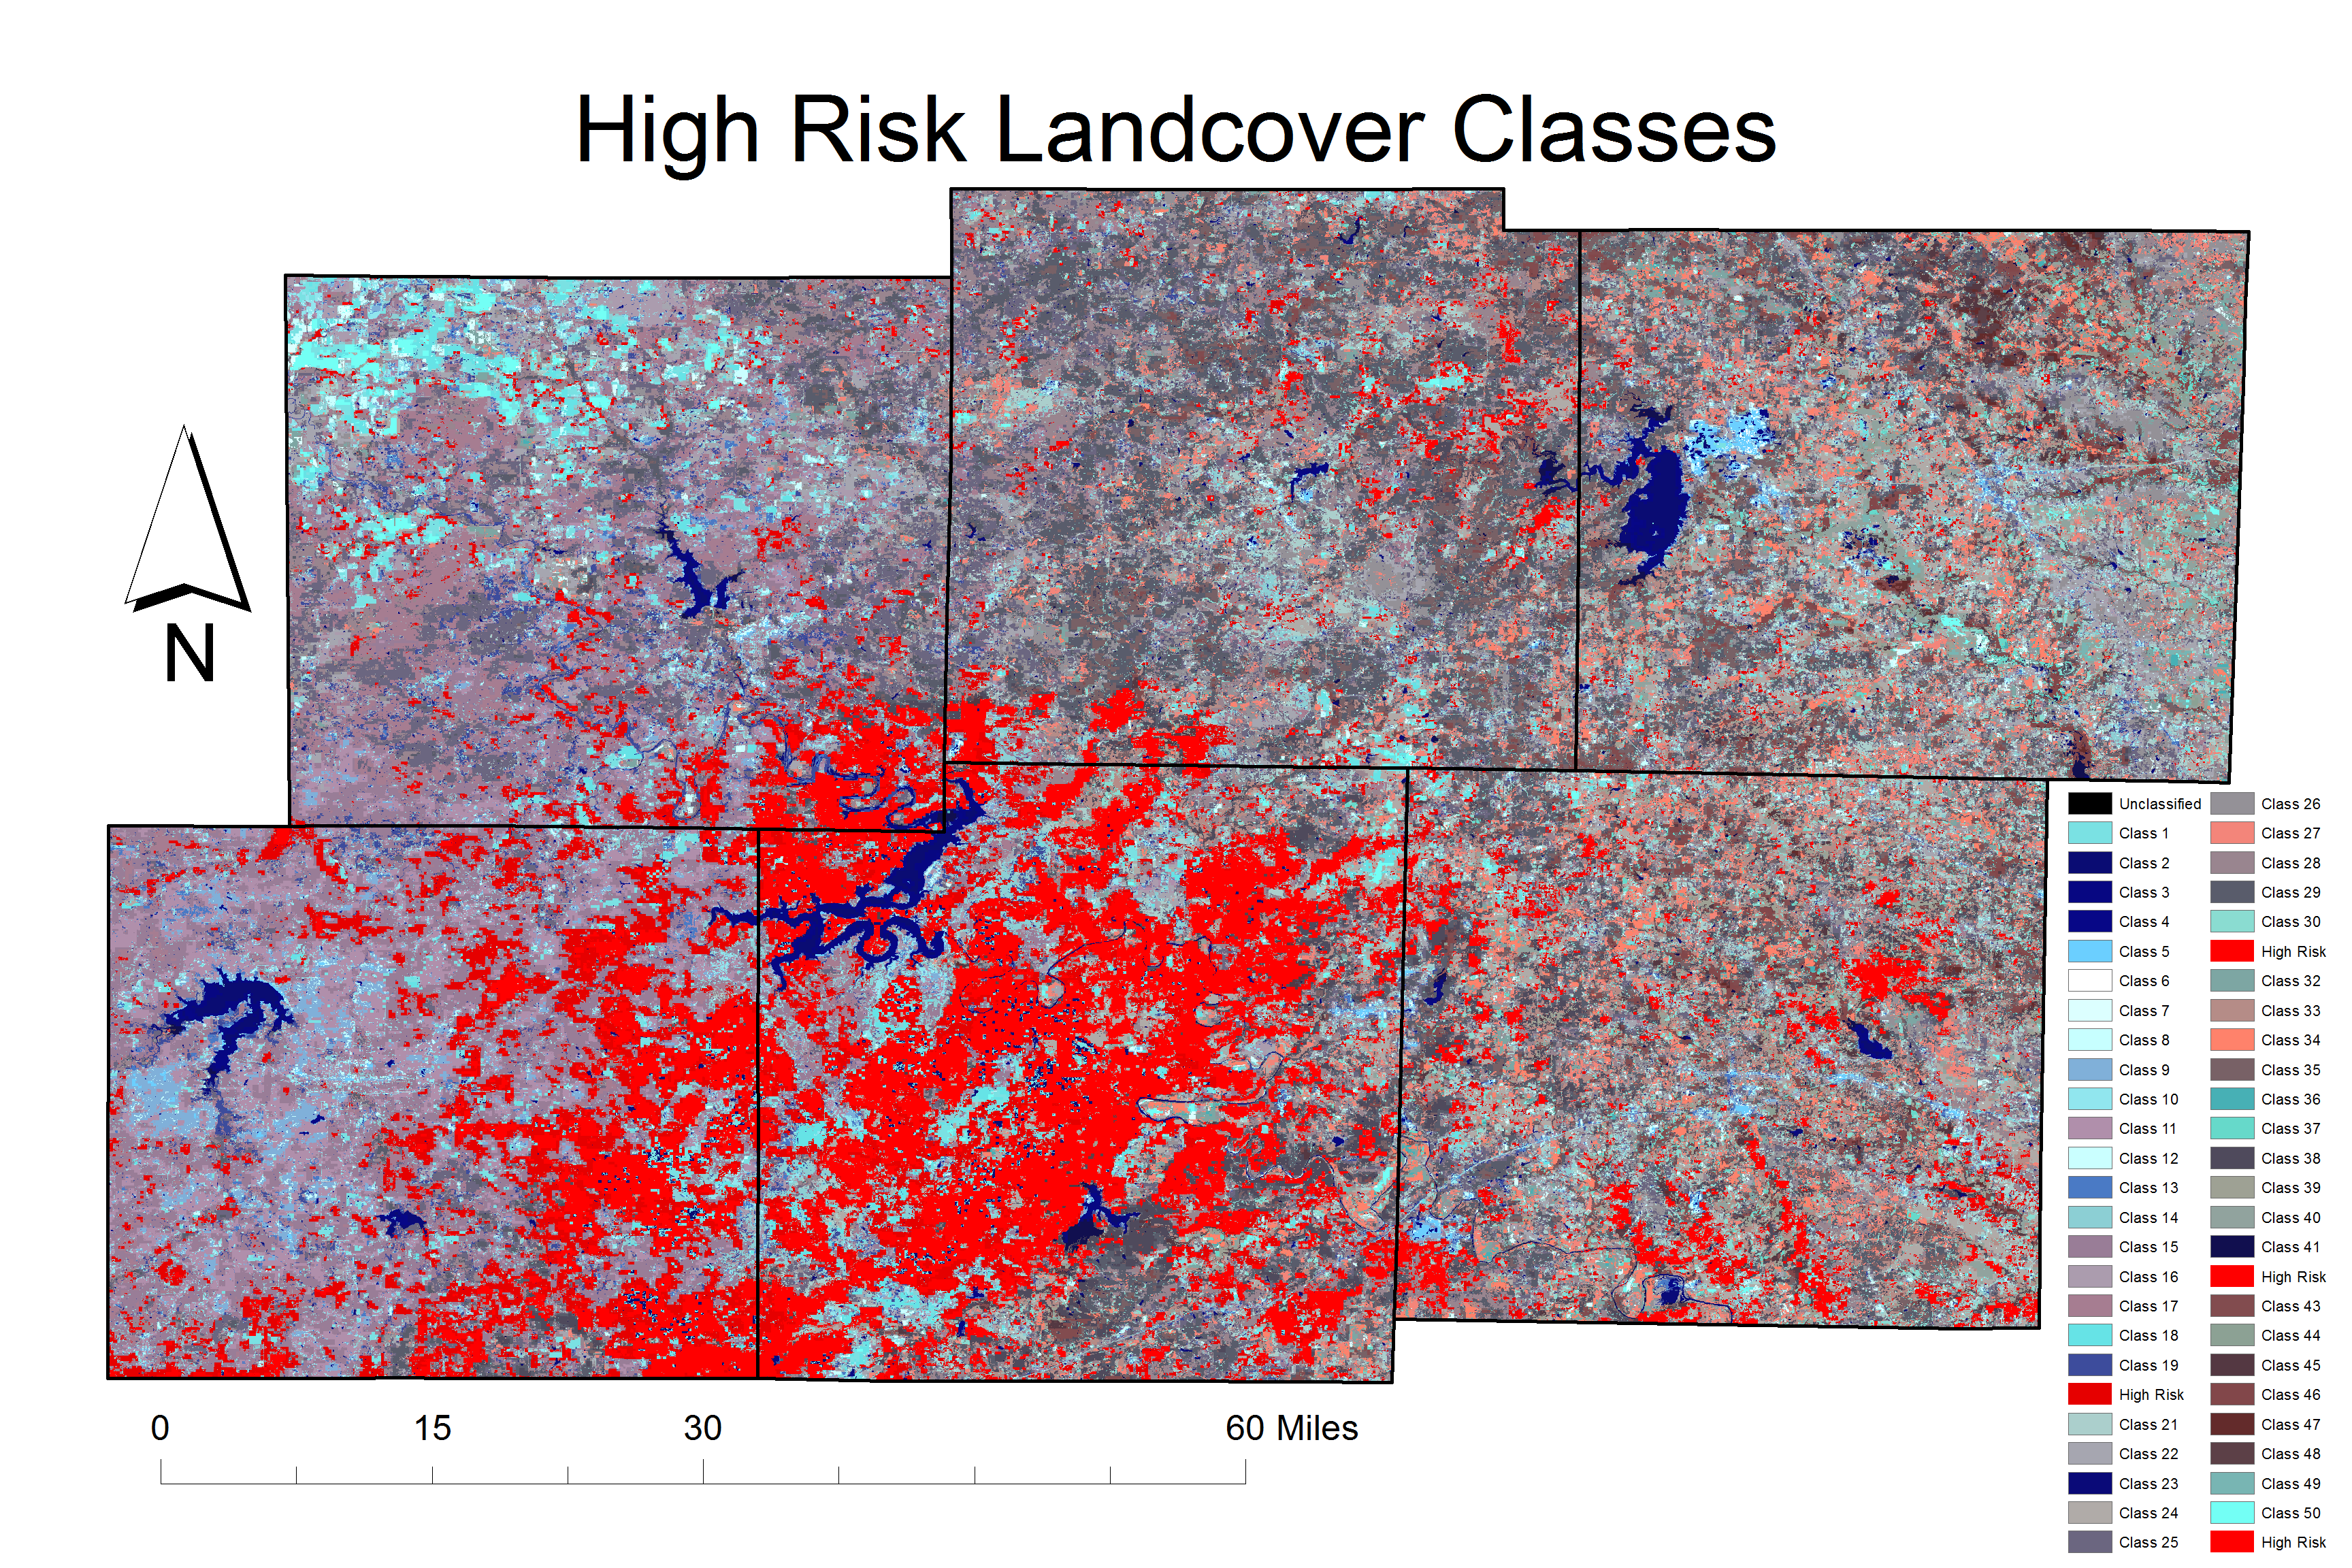 High Risk Landcover Classes
N
0 15 30 60 Miles
Unclassified
Class 1
Class 2
Class 3
Class 4
Class 5
Class 6
Class 7
Class 8
Class 9
Class 10
Class 11
Class 12
Class 13
Class 14
Class 15
Class 16
Class 17
Class 18
Class 19
High Risk
Class 21
Class 22
Class 23
Class 24
Class 25
Class 26
Class 27
Class 28
Class 29
Class 30
High Risk
Class 32
Class 33
Class 34
Class 35
Class 36
Class 37
Class 38
Class 39
Class 40
Class 41
High Risk
Class 43
Class 44
Class 45
Class 46
Class 47
Class 48
Class 49
Class 50
High Risk